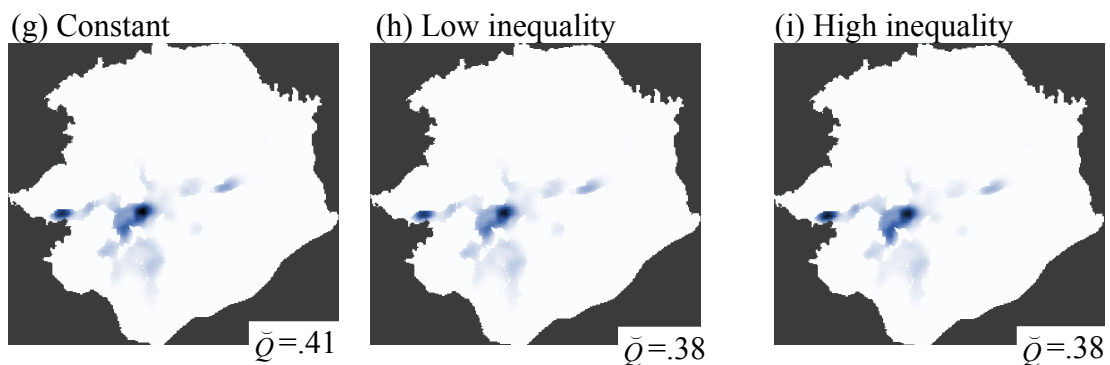 (g) Constant
(h) Low inequality
(i) High inequality
Q̆=.41
Q̆=.38
Q̆=.38